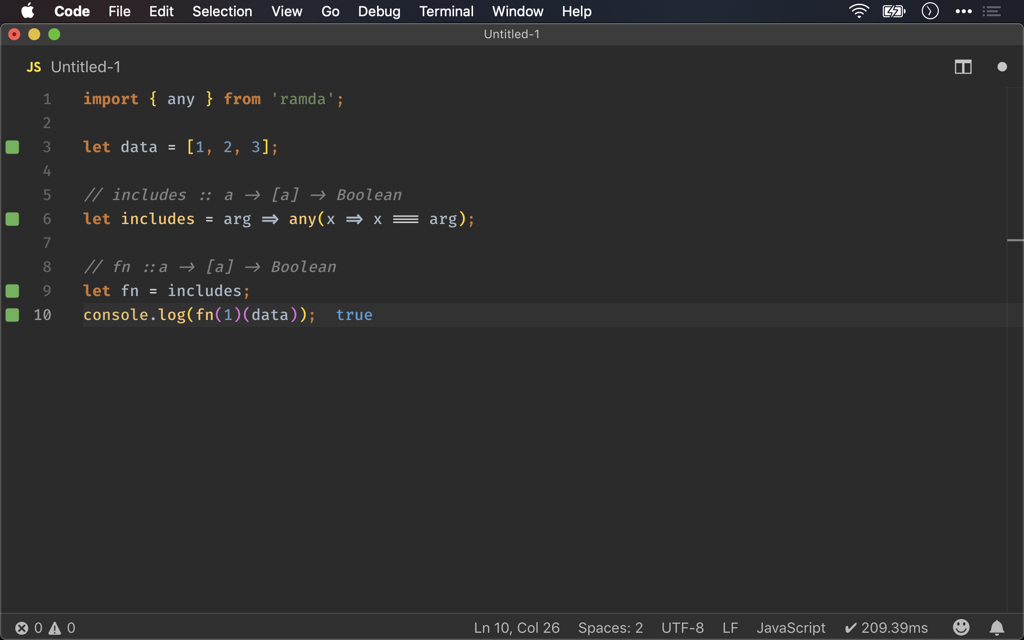 Code File Edit Selection View Go Debug Terminal Window Help
Untitled-1
JS Untitled-1
1 import { any } from 'ramda';
2
3 let data = [1, 2, 3];
4
5 // includes :: a -> [a] -> Boolean
6 let includes = arg => any(x => x === arg);
7
8 // fn ::a -> [a] -> Boolean
9 let fn = includes;
10 console.log(fn(1)(data)); true
0 0 Ln 10, Col 26 Spaces: 2 UTF-8 LF JavaScript ✔ 209.39ms